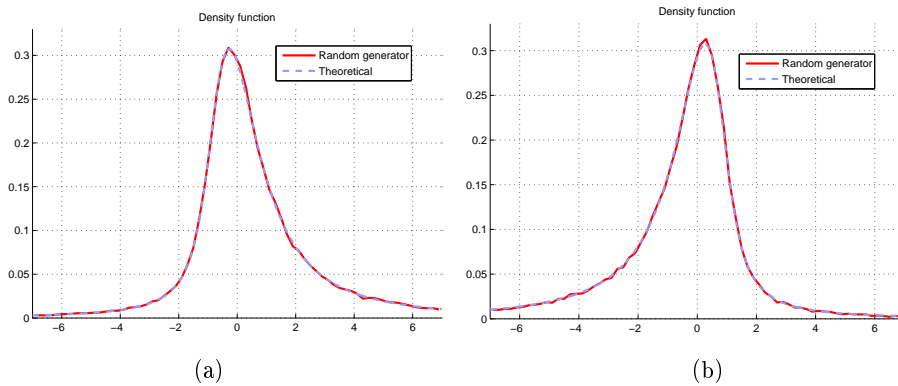 Density function
Random generator
Theoretical
0.3
0.25
0.2
0.15
0.1
0.05
0
−6 −4 −2 0 2 4 6
(a)
Density function
Random generator
Theoretical
0.3
0.25
0.2
0.15
0.1
0.05
0
−6 −4 −2 0 2 4 6
(b)